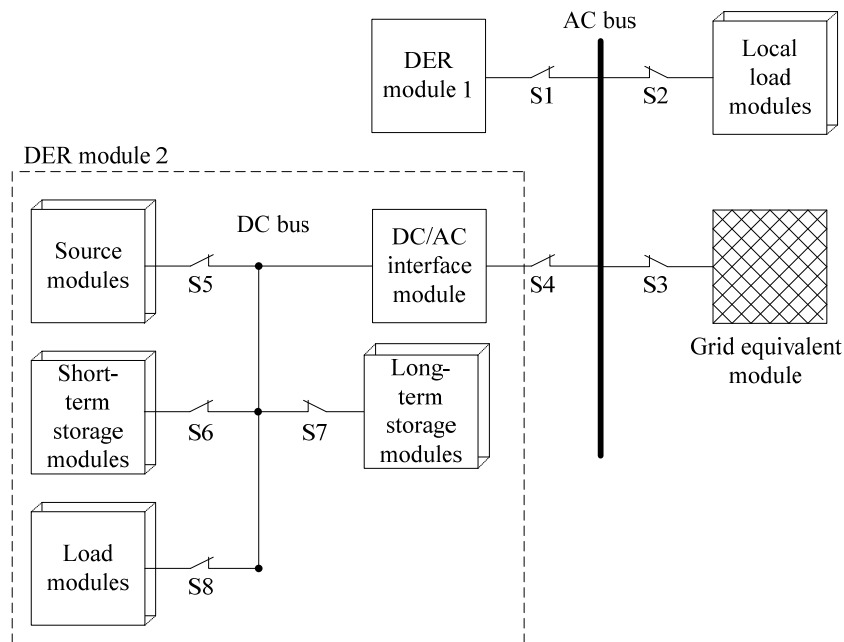 AC bus
DER
module 1
S1
S2
Local
load
modules
DER module 2
Source
modules
S5
DC bus
DC/AC
interface
module
S4
S3
Grid equivalent
module
Short-
term
storage
modules
S6
S7
Long-
term
storage
modules
Load
modules
S8